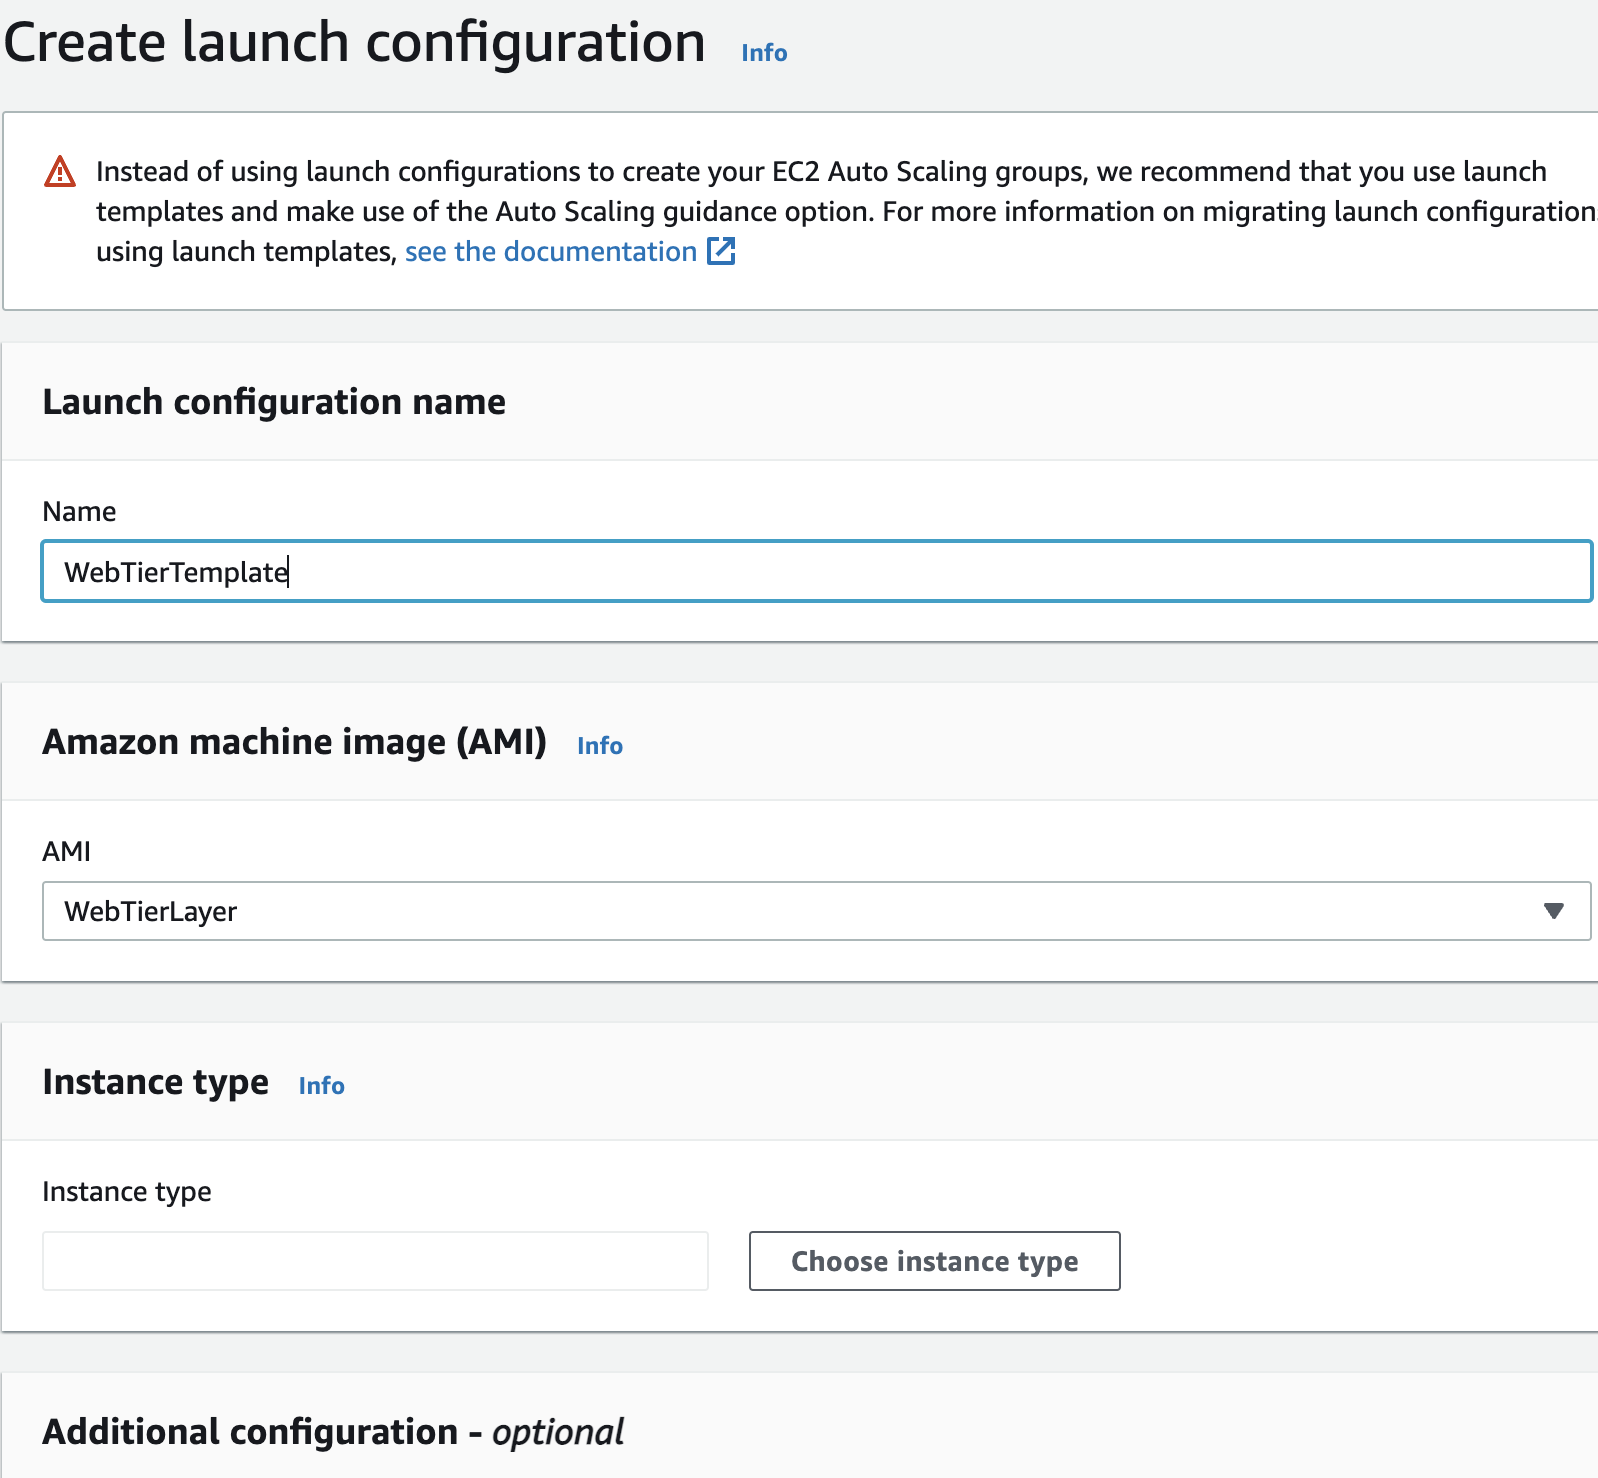 Create launch configuration Info
Instead of using launch configurations to create your EC2 Auto Scaling groups, we recommend that you use launch
templates and make use of the Auto Scaling guidance option. For more information on migrating launch configurations
using launch templates, see the documentation
Launch configuration name
Name
WebTierTemplate
Amazon machine image (AMI) Info
AMI
WebTierLayer
Instance type Info
Instance type
Choose instance type
Additional configuration - optional